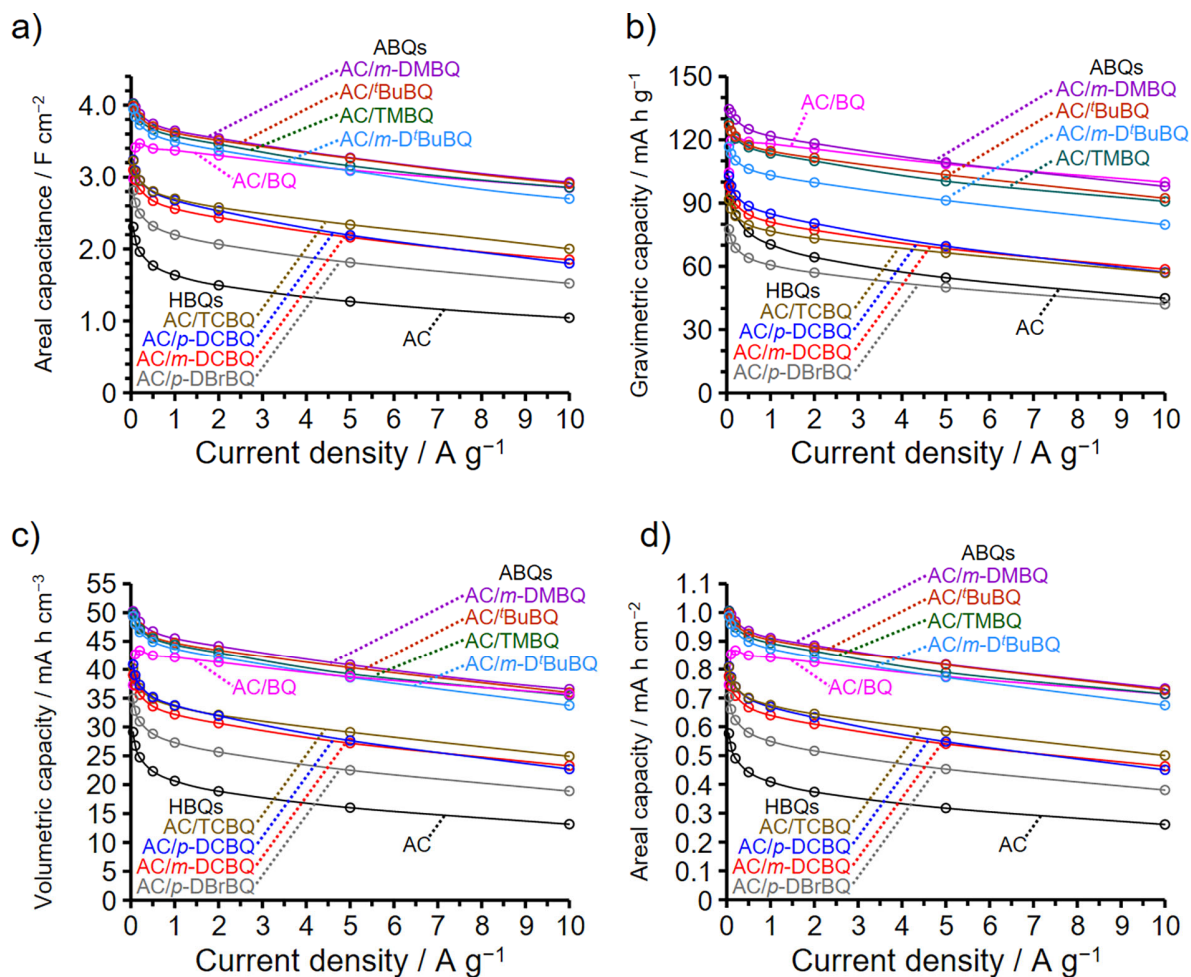 a)
Areal capacitance / F cm⁻²
4.0
3.0
2.0
1.0
0
ABQs
AC/m-DMBQ
AC/ᵗBuBQ
AC/TMBQ
AC/m-DᵗBuBQ
AC/BQ
HBQs
AC/TCBQ
AC/p-DCBQ
AC/m-DCBQ
AC/p-DBrBQ
AC
0 1 2 3 4 5 6 7 8 9 10
Current density / A g⁻¹
b)
Gravimetric capacity / mA h g⁻¹
150
120
90
60
30
0
ABQs
AC/m-DMBQ
AC/BQ
AC/ᵗBuBQ
AC/m-DᵗBuBQ
AC/TMBQ
HBQs
AC/TCBQ
AC/p-DCBQ
AC/m-DCBQ
AC/p-DBrBQ
AC
0 1 2 3 4 5 6 7 8 9 10
Current density / A g⁻¹
c)
Volumetric capacity / mA h cm⁻³
55
50
45
40
35
30
25
20
15
10
5
0
ABQs
AC/m-DMBQ
AC/ᵗBuBQ
AC/TMBQ
AC/m-DᵗBuBQ
AC/BQ
HBQs
AC/TCBQ
AC/p-DCBQ
AC/m-DCBQ
AC/p-DBrBQ
AC
0 1 2 3 4 5 6 7 8 9 10
Current density / A g⁻¹
d)
Areal capacity / mA h cm⁻²
1.1
1.0
0.9
0.8
0.7
0.6
0.5
0.4
0.3
0.2
0.1
0
ABQs
AC/m-DMBQ
AC/ᵗBuBQ
AC/TMBQ
AC/m-DᵗBuBQ
AC/BQ
HBQs
AC/TCBQ
AC/p-DCBQ
AC/m-DCBQ
AC/p-DBrBQ
AC
0 1 2 3 4 5 6 7 8 9 10
Current density / A g⁻¹